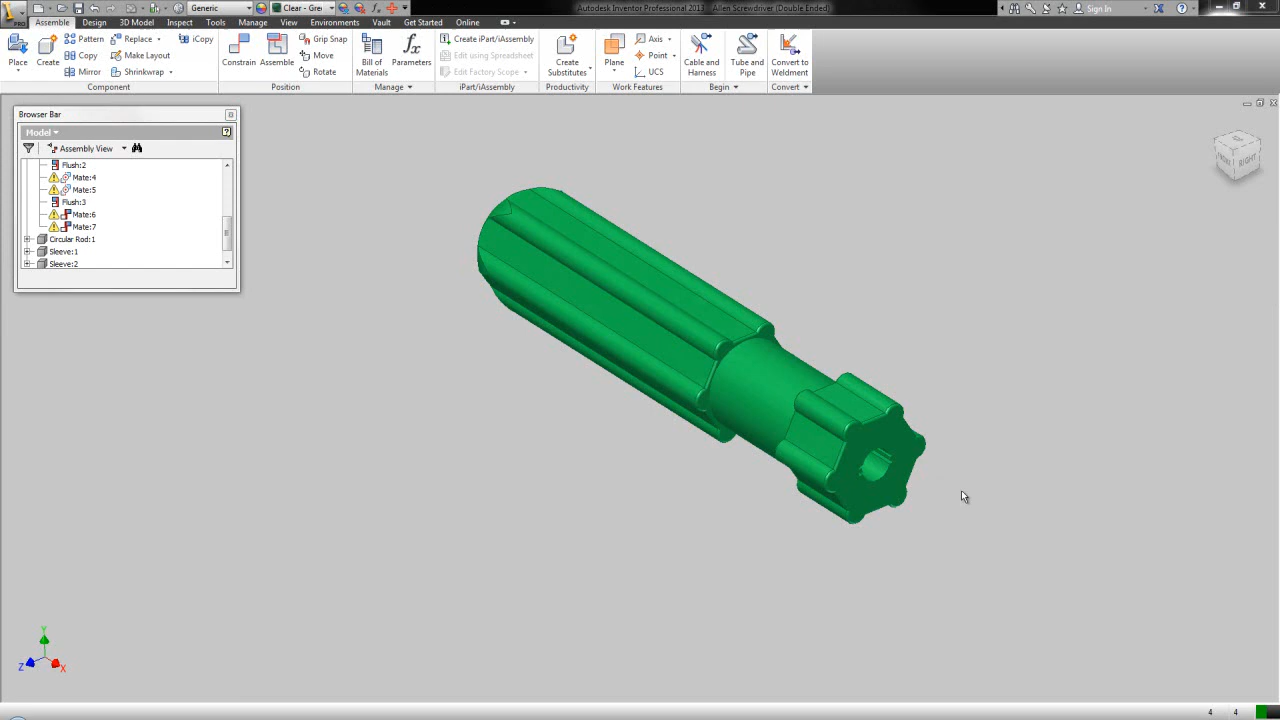 PRO
Generic
Clear - Gree
Autodesk Inventor Professional 2013 - Allen Screwdriver (Double Ended)
Sign In
Assemble Design 3D Model Inspect Tools Manage View Environments Vault Get Started Online
Place Create Pattern Copy Mirror Replace Make Layout Shrinkwrap iCopy
Constrain Assemble Grip Snap Move Rotate
Bill of Materials Parameters
Create iPart/iAssembly
Edit using Spreadsheet
Edit Factory Scope
Create Substitutes
Plane Axis Point UCS
Cable and Harness Tube and Pipe Convert to Weldment
Component Position Manage iPart/iAssembly Productivity Work Features Begin Convert
Browser Bar
Model
Assembly View
Flush:2
Mate:4
Mate:5
Flush:3
Mate:6
Mate:7
Circular Rod:1
Sleeve:1
Sleeve:2
RIGHT
Y
Z X
4 4